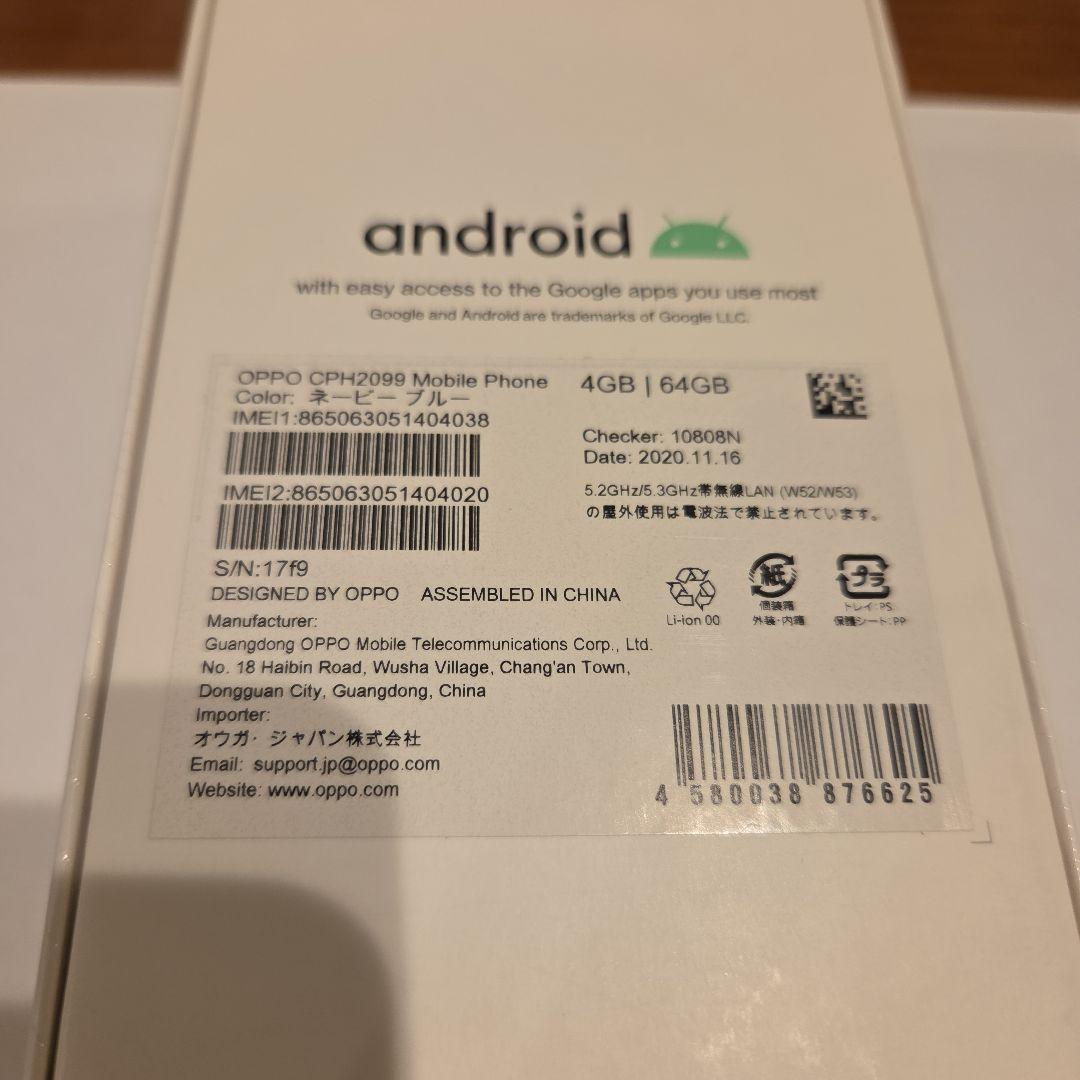 android
with easy access to the Google apps you use most
Google and Android are trademarks of Google LLC.
OPPO CPH2099 Mobile Phone 4GB | 64GB
Color: ネービー ブルー
IMEI1:865063051404038
Checker: 10808N
Date: 2020.11.16
IMEI2:865063051404020
5.2GHz/5.3GHz帯無線LAN (W52/W53)
の屋外使用は電波法で禁止されています。
S/N:17f9
DESIGNED BY OPPO ASSEMBLED IN CHINA
Li-ion 00
紙
個装箱
外装・内箱
プラ
トレイ:PS
保護シート:PP
Manufacturer:
Guangdong OPPO Mobile Telecommunications Corp., Ltd.
No. 18 Haibin Road, Wusha Village, Chang'an Town,
Dongguan City, Guangdong, China
Importer:
オウガ・ジャパン株式会社
Email: support.jp@oppo.com
Website: www.oppo.com
4 580038 876625